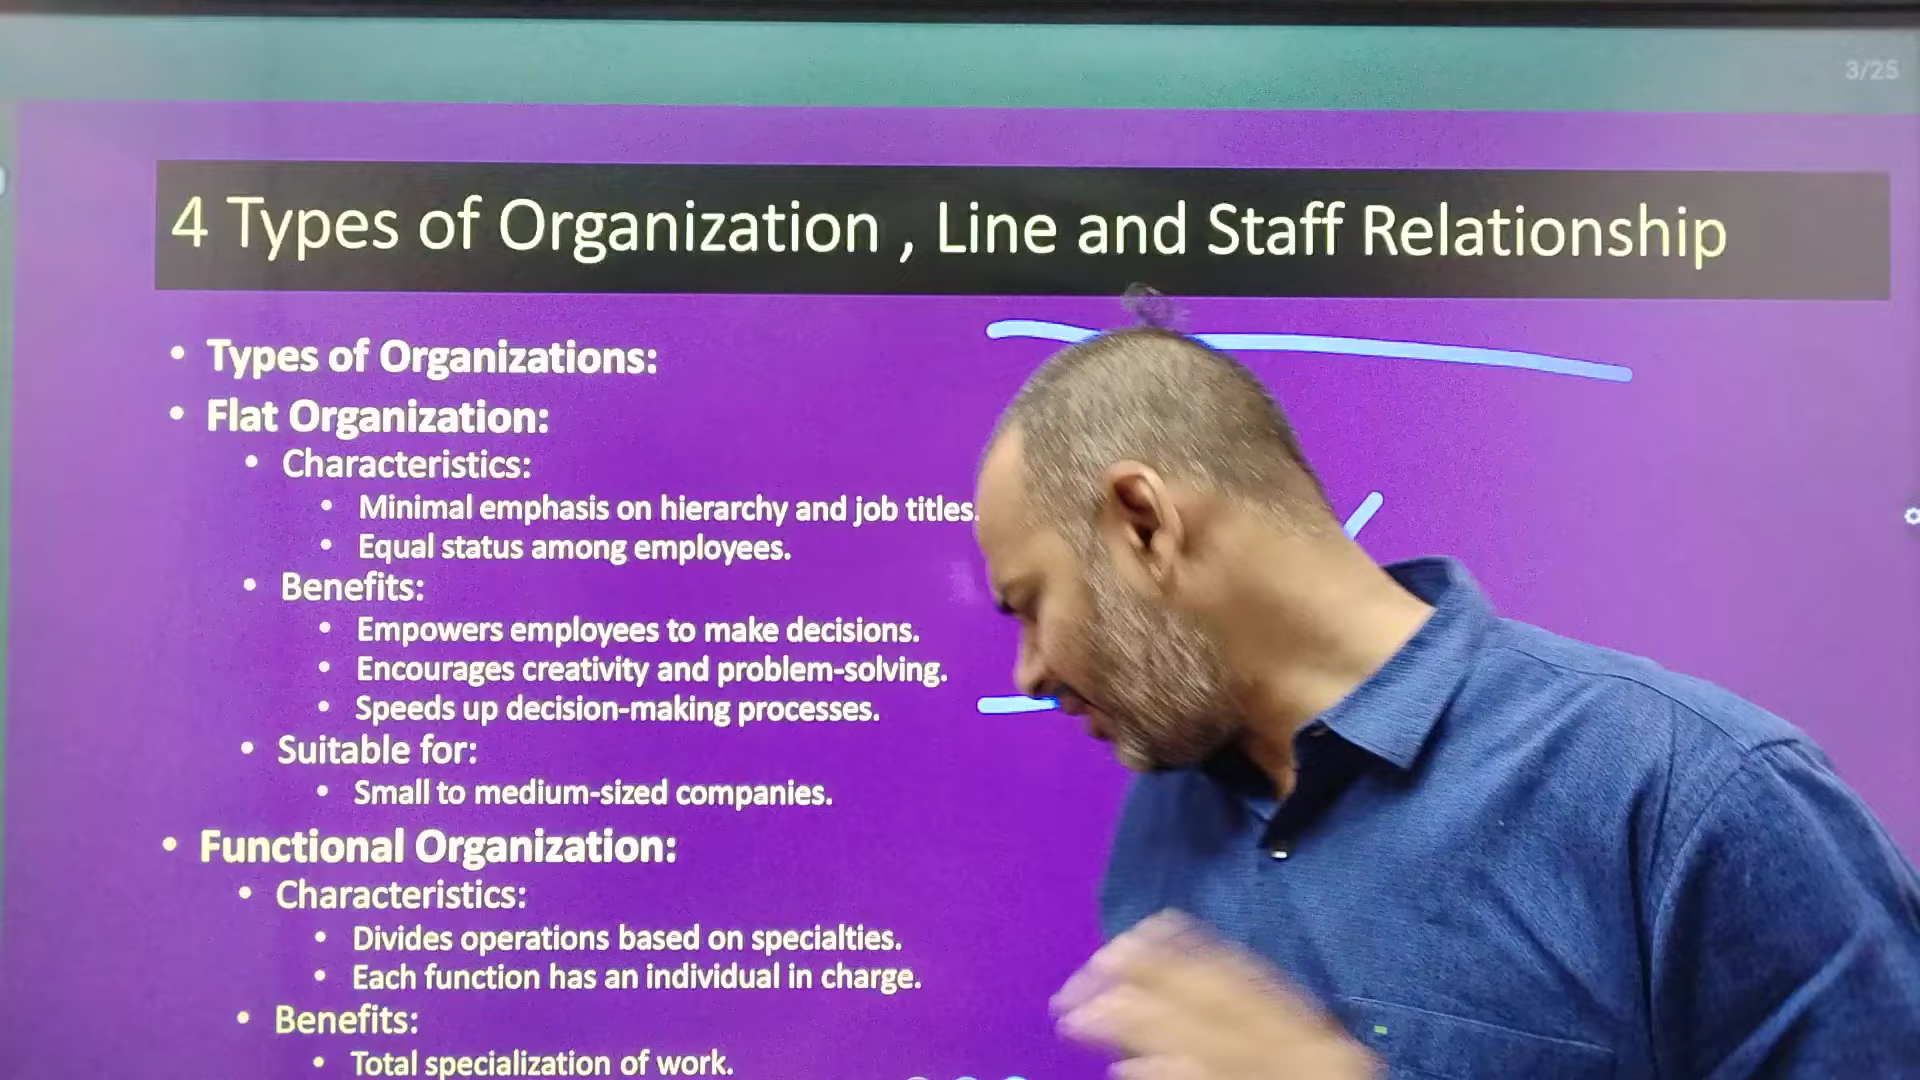 3/25
4 Types of Organization , Line and Staff Relationship
• Types of Organizations:
• Flat Organization:
• Characteristics:
• Minimal emphasis on hierarchy and job titles.
• Equal status among employees.
• Benefits:
• Empowers employees to make decisions.
• Encourages creativity and problem-solving.
• Speeds up decision-making processes.
• Suitable for:
• Small to medium-sized companies.
• Functional Organization:
• Characteristics:
• Divides operations based on specialties.
• Each function has an individual in charge.
• Benefits:
• Total specialization of work.